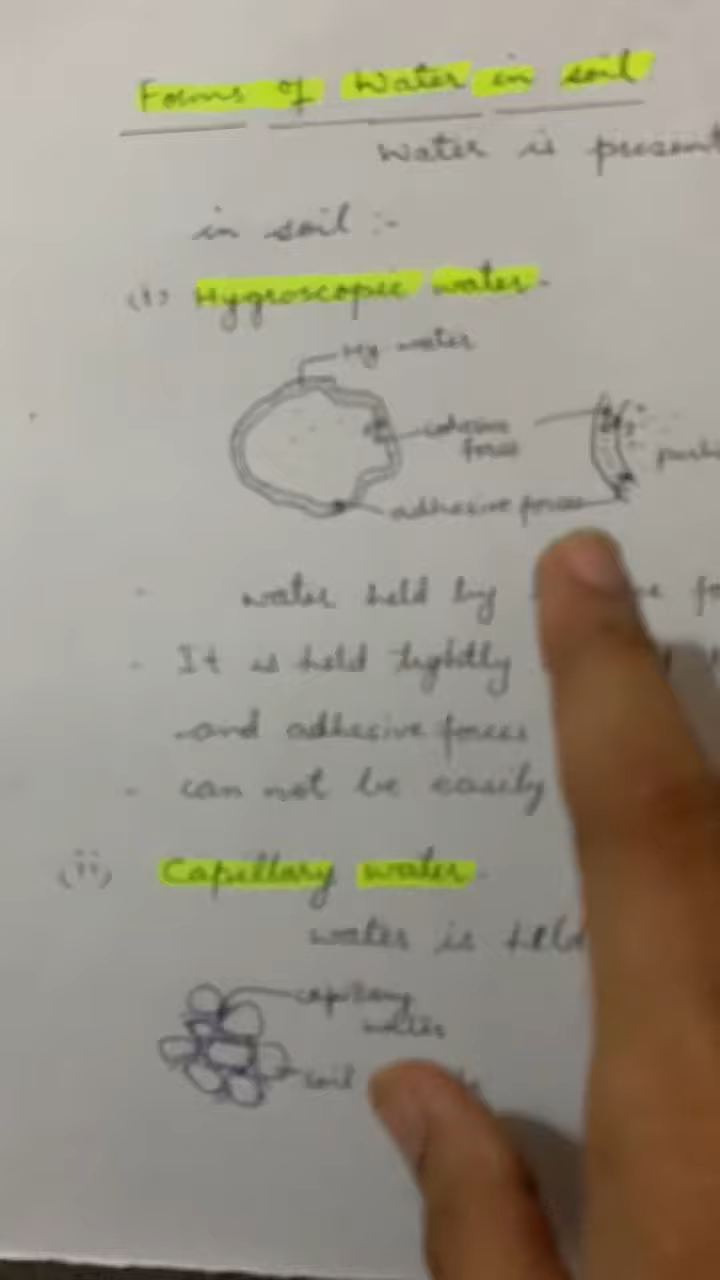 Forms of Water in soil
Water is present
in soil :-
(i) Hygroscopic water-
Hy water
cohesive
force
adhesive forces
water held by
- It is held tightly
and adhesive forces
- can not be easily
(ii) Capillary water-
water is held
capillary
water
soil